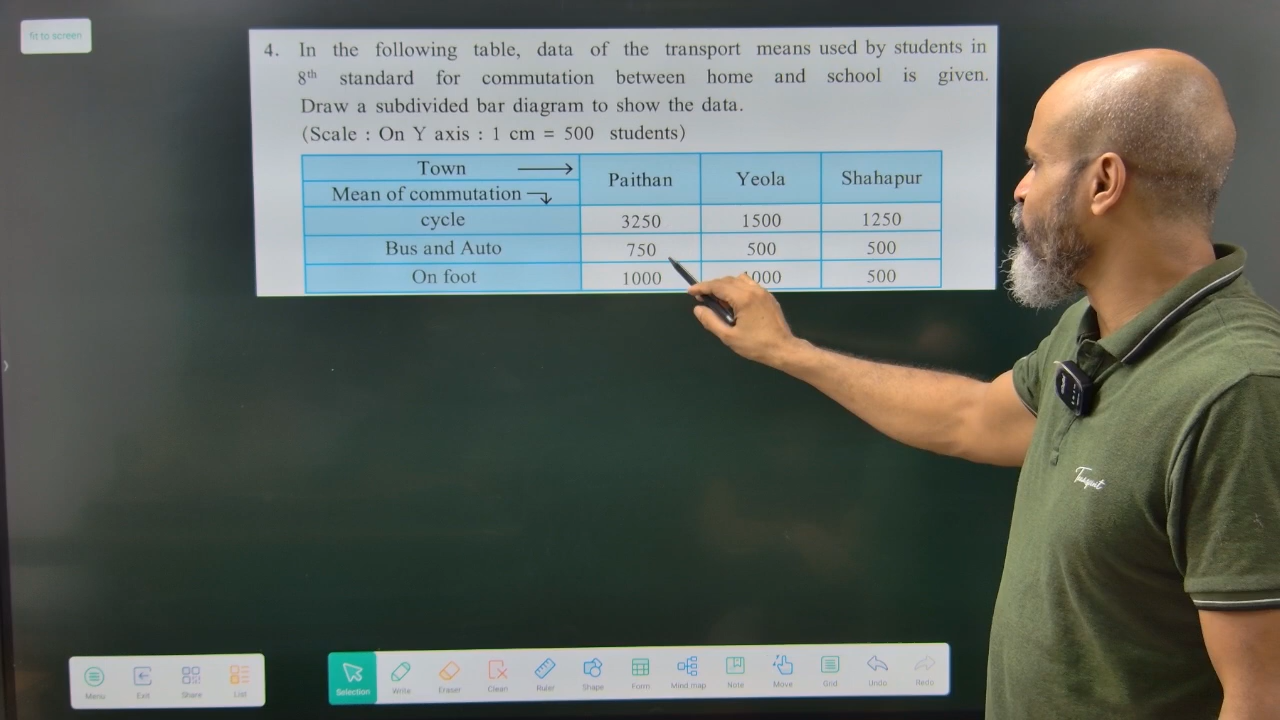 fit to screen
4. In the following table, data of the transport means used by students in
8th standard for commutation between home and school is given.
Draw a subdivided bar diagram to show the data.
(Scale : On Y axis : 1 cm = 500 students)
Town → Paithan Yeola Shahapur
Mean of commutation
cycle 3250 1500 1250
Bus and Auto 750 500 500
On foot 1000 1000 500
Menu Exit Share List Selection Write Eraser Clean Ruler Shape Form Mind map Note Move Grid Undo Redo